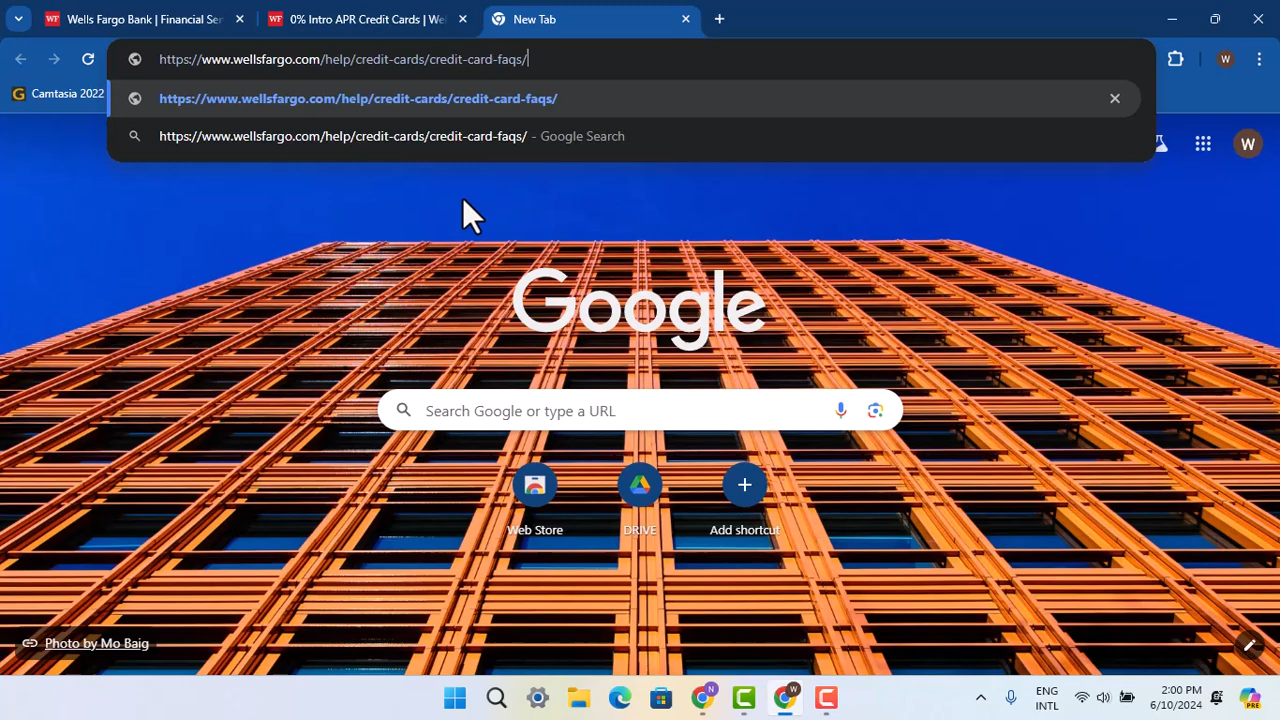 Wells Fargo Bank | Financial Ser
0% Intro APR Credit Cards | We
New Tab
https://www.wellsfargo.com/help/credit-cards/credit-card-faqs/
W
Camtasia 2022
https://www.wellsfargo.com/help/credit-cards/credit-card-faqs/
https://www.wellsfargo.com/help/credit-cards/credit-card-faqs/ - Google Search
W
Google
Search Google or type a URL
Web Store
DRIVE
Add shortcut
Photo by Mo Baig
N
W
ENG
INTL
2:00 PM
6/10/2024
PRE